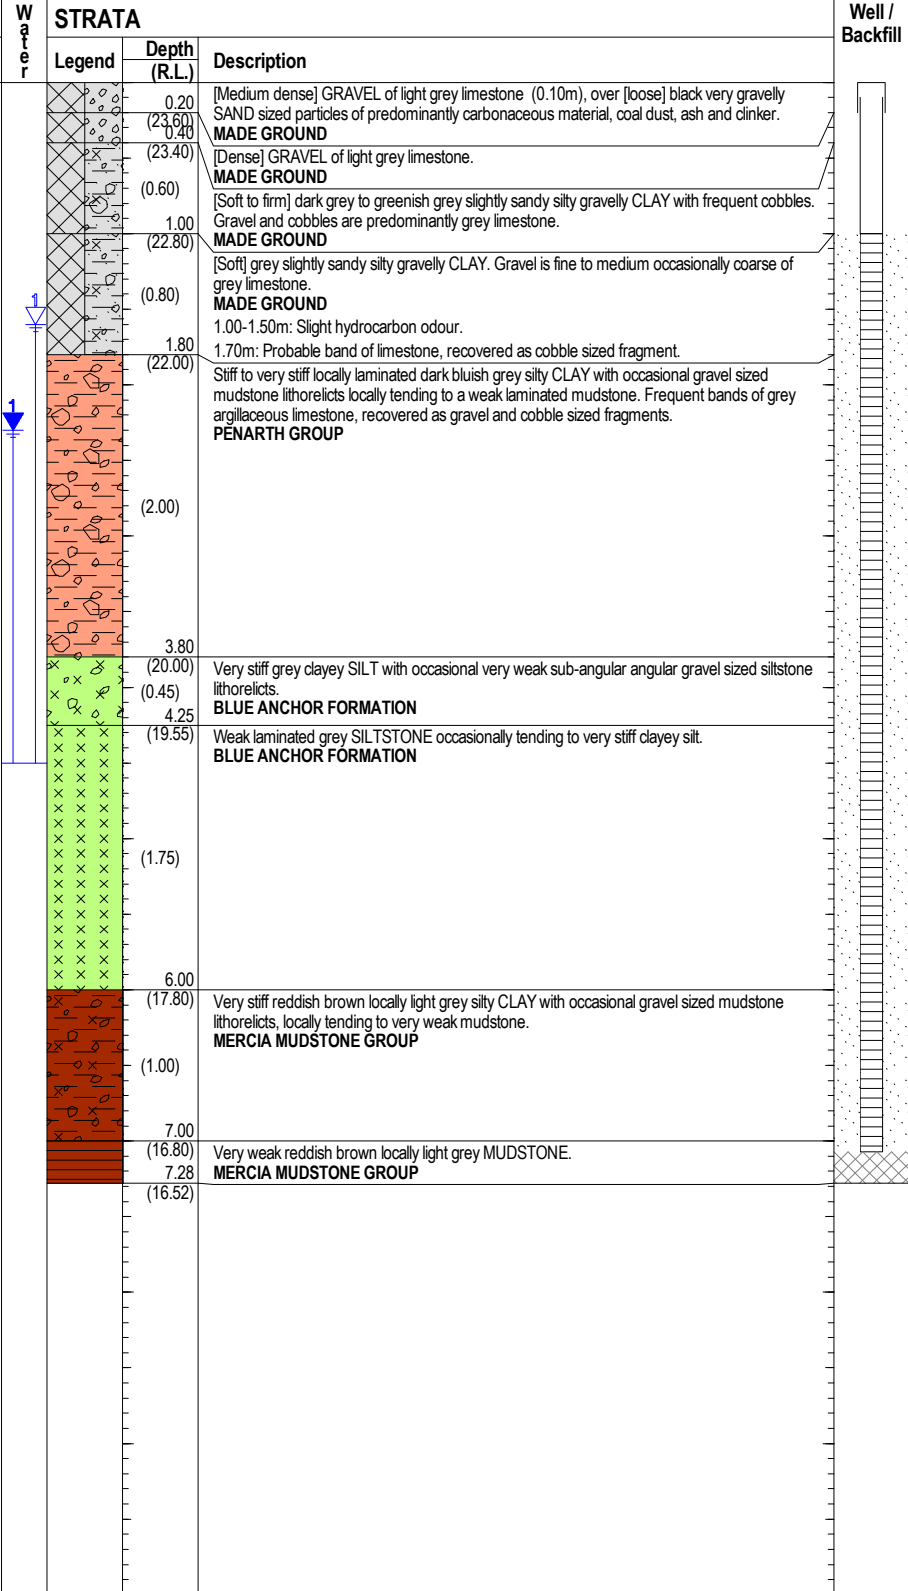 Water
STRATA
Well /
Backfill
Legend
Depth
(R.L.)
Description
[Medium dense] GRAVEL of light grey limestone (0.10m), over [loose] black very gravelly
0.20
SAND sized particles of predominantly carbonaceous material, coal dust, ash and clinker.
(23.60)
MADE GROUND
0.40
(23.40)
[Dense] GRAVEL of light grey limestone.
MADE GROUND
(0.60)
[Soft to firm] dark grey to greenish grey slightly sandy silty gravelly CLAY with frequent cobbles.
Gravel and cobbles are predominantly grey limestone.
1.00
(22.80)
MADE GROUND
[Soft] grey slightly sandy silty gravelly CLAY. Gravel is fine to medium occasionally coarse of
grey limestone.
(0.80)
MADE GROUND
1
1.00-1.50m: Slight hydrocarbon odour.
1.80
1.70m: Probable band of limestone, recovered as cobble sized fragment.
(22.00)
Stiff to very stiff locally laminated dark bluish grey silty CLAY with occasional gravel sized
mudstone lithorelicts locally tending to a weak laminated mudstone. Frequent bands of grey
1
argillaceous limestone, recovered as gravel and cobble sized fragments.
PENARTH GROUP
(2.00)
3.80
(20.00)
Very stiff grey clayey SILT with occasional very weak sub-angular angular gravel sized siltstone
(0.45)
lithorelicts.
4.25
BLUE ANCHOR FORMATION
(19.55)
Weak laminated grey SILTSTONE occasionally tending to very stiff clayey silt.
BLUE ANCHOR FORMATION
(1.75)
6.00
(17.80)
Very stiff reddish brown locally light grey silty CLAY with occasional gravel sized mudstone
lithorelicts, locally tending to very weak mudstone.
MERCIA MUDSTONE GROUP
(1.00)
7.00
(16.80)
Very weak reddish brown locally light grey MUDSTONE.
7.28
MERCIA MUDSTONE GROUP
(16.52)